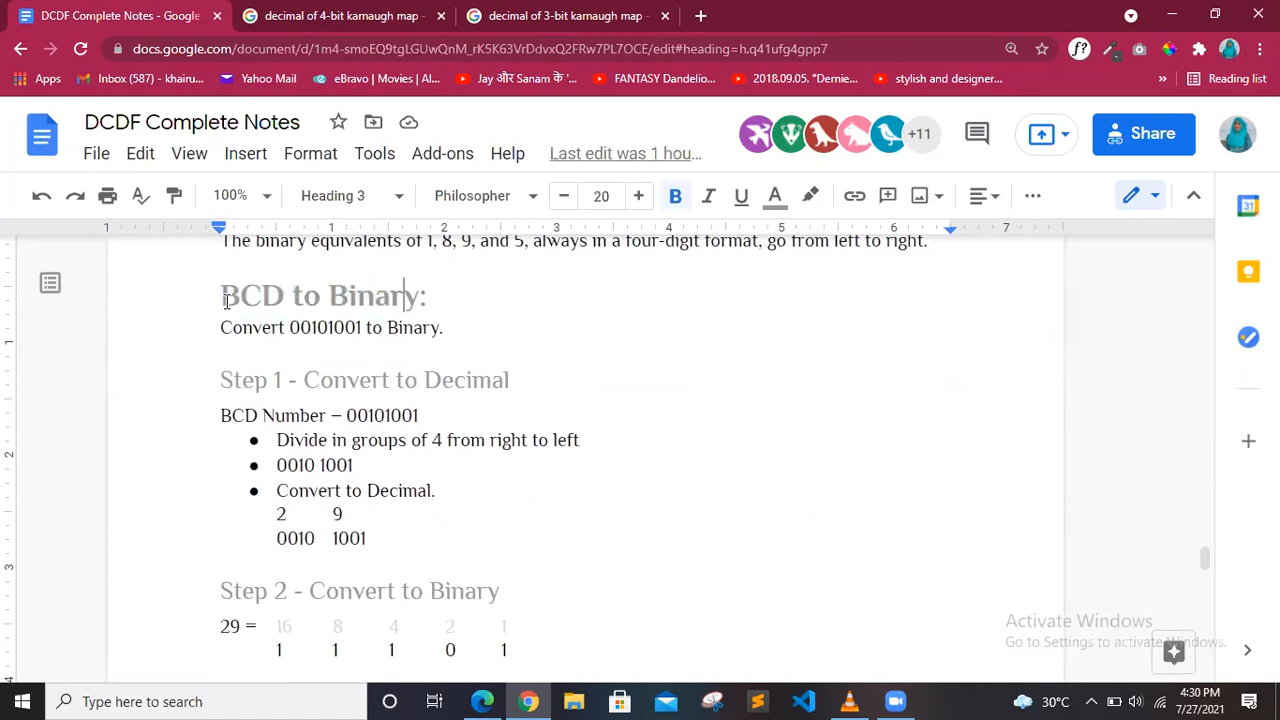 DCDF Complete Notes - Google
decimal of 4-bit karnaugh map -
decimal of 3-bit karnaugh map -
docs.google.com/document/d/1m4-smoEQ9tgLGUwQnM_rK5K63VrDdvxQ2FRw7PL7OCE/edit#heading=h.q41ufg4gpp7
Apps
Inbox (587) - khairu...
Yahoo Mail
eBravo | Movies | Al...
Jay और Sanam के '...
FANTASY Dandelio...
2018.09.05. "Dernie...
stylish and designer...
Reading list
DCDF Complete Notes
+11
Share
File Edit View Insert Format Tools Add-ons Help Last edit was 1 hou...
100% Heading 3 Philosopher 20 B I U A
1 1 2 3 4 5 6 7
The binary equivalents of 1, 8, 9, and 5, always in a four-digit format, go from left to right.
BCD to Binary:
Convert 00101001 to Binary.
Step 1 - Convert to Decimal
BCD Number – 00101001
● Divide in groups of 4 from right to left
● 0010 1001
● Convert to Decimal.
2 9
0010 1001
Step 2 - Convert to Binary
29 = 16 8 4 2 1
1 1 1 0 1
1
2
3
4
31
Activate Windows
Go to Settings to activate Windows.
Type here to search
30°C
4:30 PM
7/27/2021